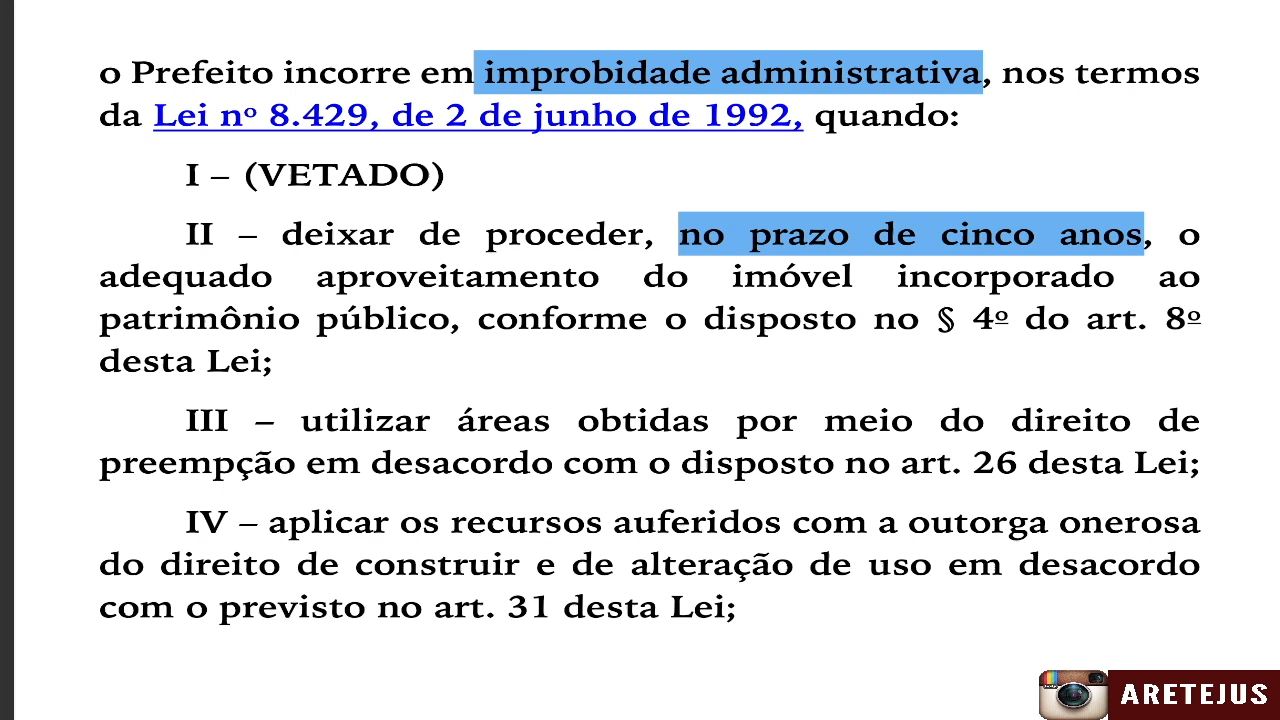 o Prefeito incorre em improbidade administrativa, nos termos
da Lei nº 8.429, de 2 de junho de 1992, quando:
I – (VETADO)
II – deixar de proceder, no prazo de cinco anos, o
adequado aproveitamento do imóvel incorporado ao
patrimônio público, conforme o disposto no § 4º do art. 8º
desta Lei;
III – utilizar áreas obtidas por meio do direito de
preempção em desacordo com o disposto no art. 26 desta Lei;
IV – aplicar os recursos auferidos com a outorga onerosa
do direito de construir e de alteração de uso em desacordo
com o previsto no art. 31 desta Lei;
ARETEJUS